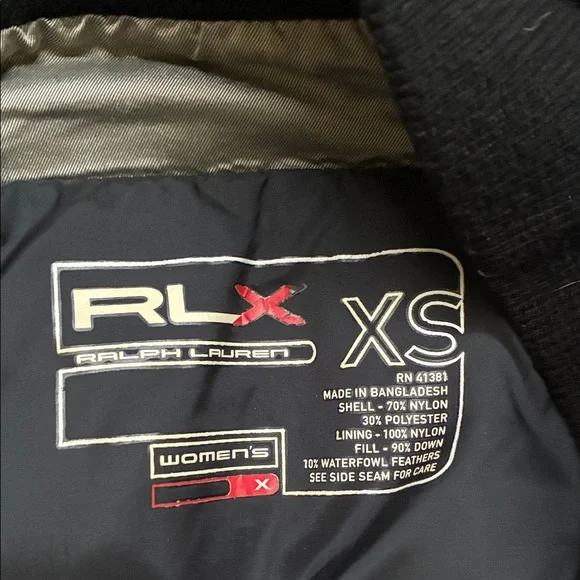 RLX
RALPH LAUREN
XS
RN 41381
MADE IN BANGLADESH
SHELL - 70% NYLON
30% POLYESTER
LINING - 100% NYLON
FILL - 90% DOWN
10% WATERFOWL FEATHERS
SEE SIDE SEAM FOR CARE
WOMEN'S
X